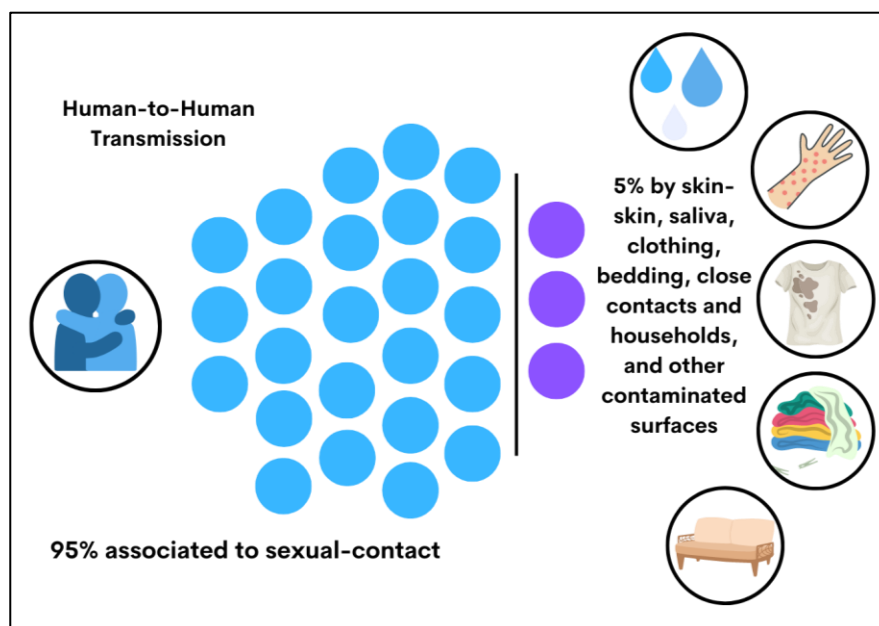 Human-to-Human
Transmission
5% by skin-
skin, saliva,
clothing,
bedding, close
contacts and
households,
and other
contaminated
surfaces
95% associated to sexual-contact